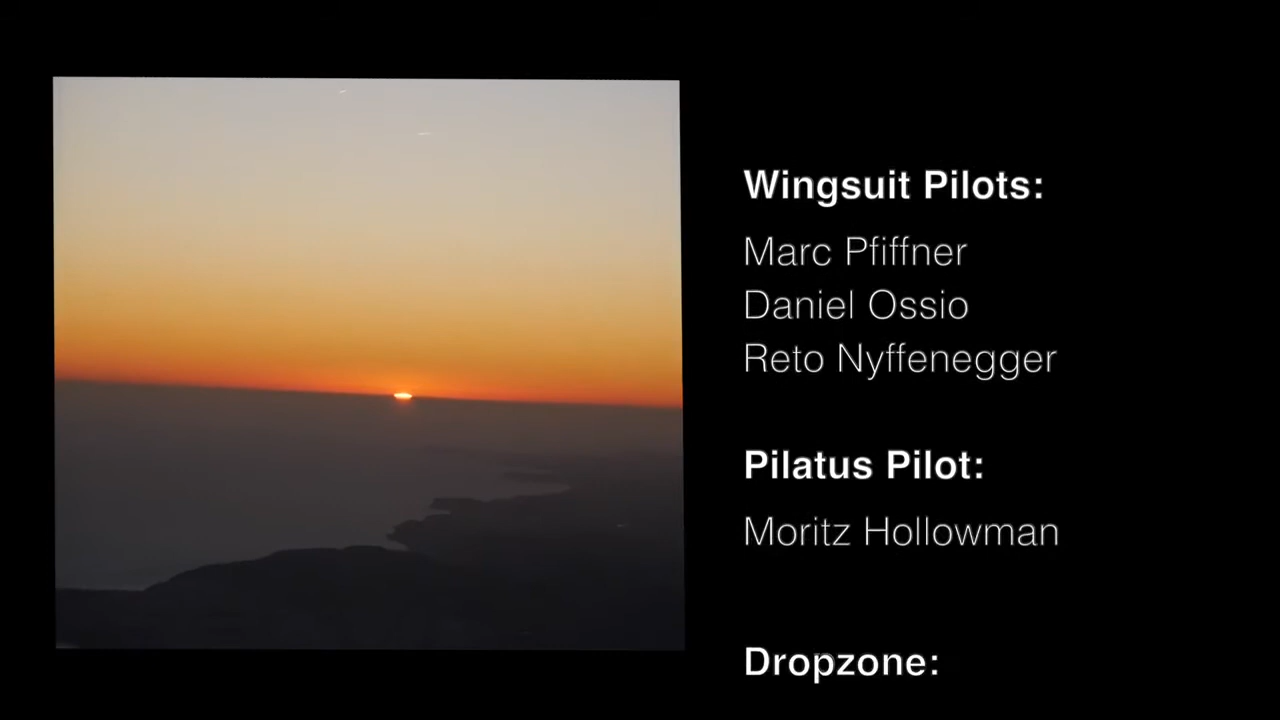 Wingsuit Pilots:
Marc Pfiffner
Daniel Ossio
Reto Nyffenegger
Pilatus Pilot:
Moritz Hollowman
Dropzone: